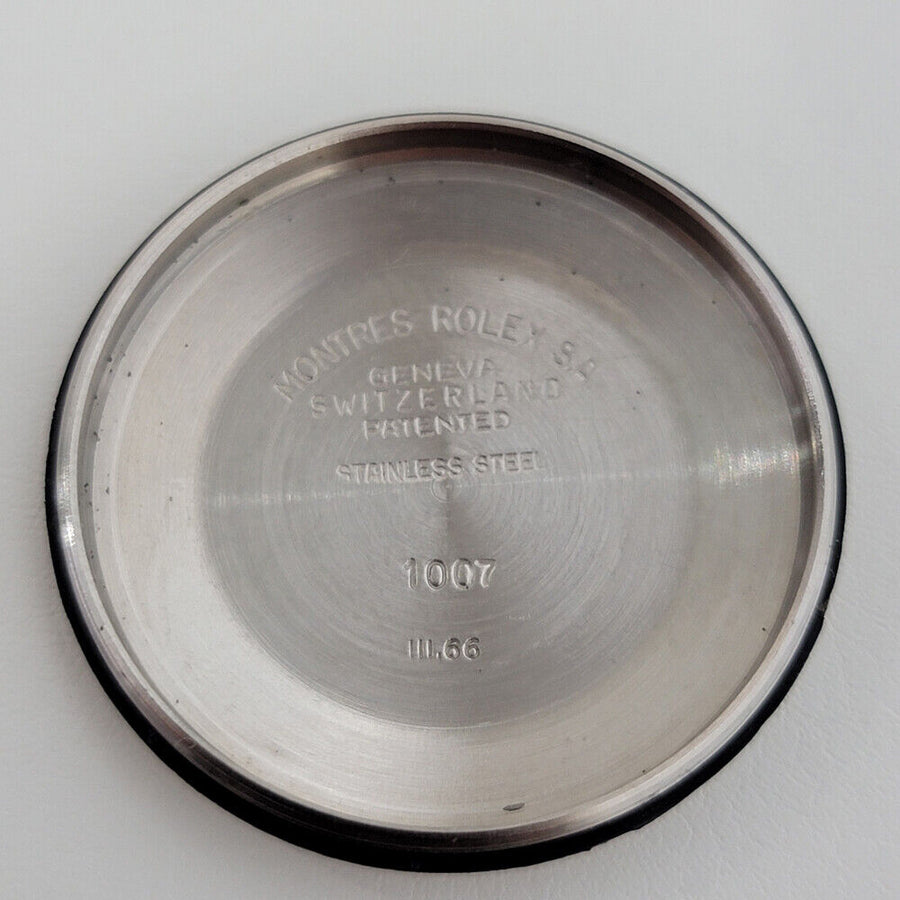 MONTRES ROLEX S.A
GENEVA
SWITZERLAND
PATENTED
STAINLESS STEEL
1007
III.66